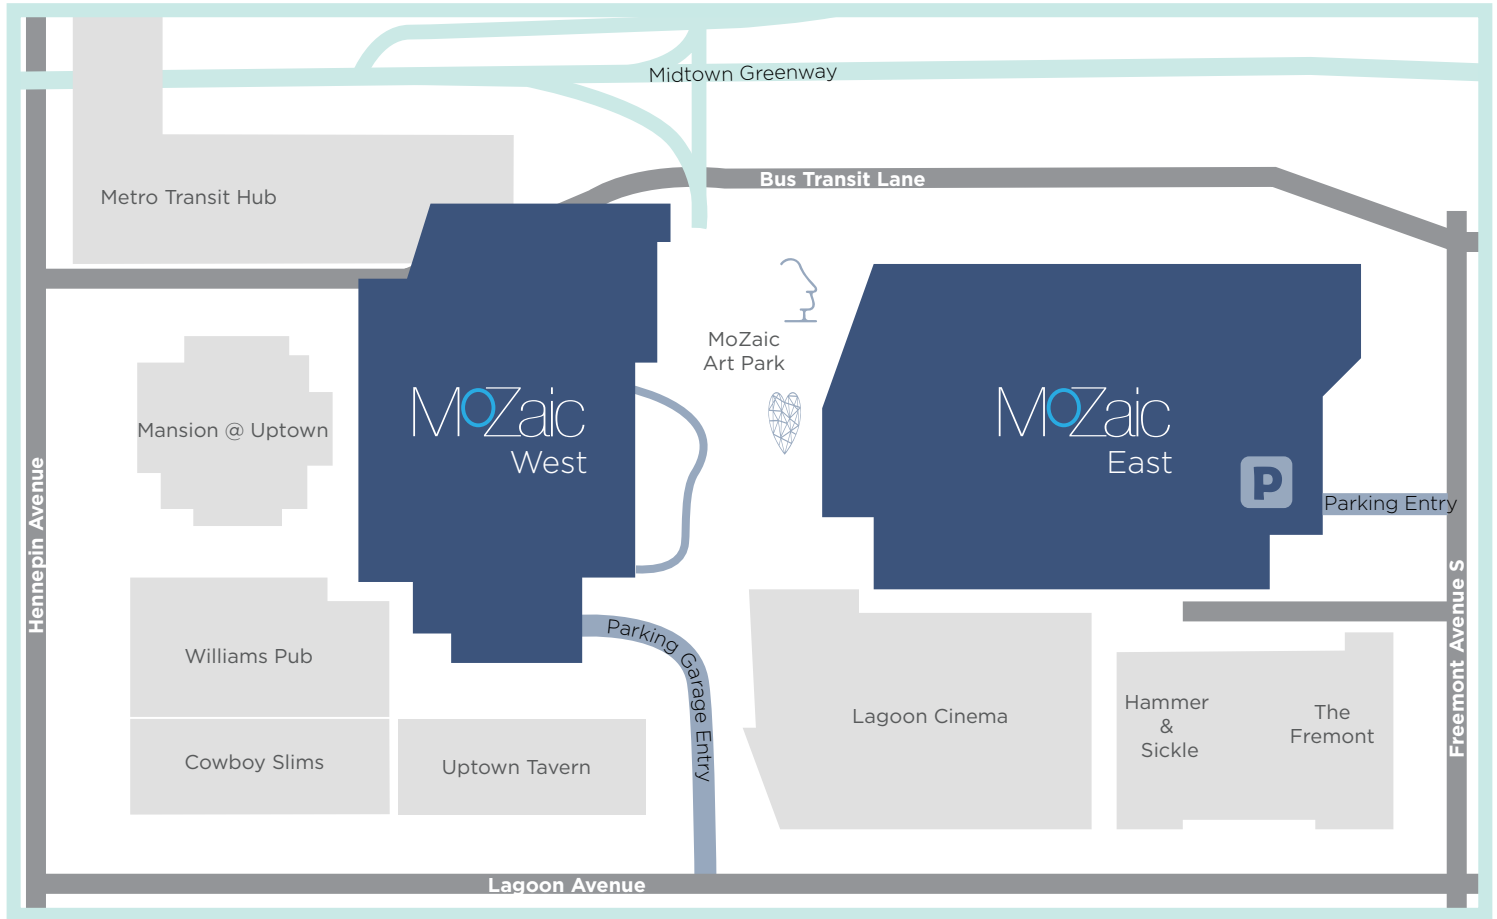 Midtown Greenway
Bus Transit Lane
Metro Transit Hub
MoZaic
Art Park
Mansion @ Uptown
MoZaic
West
MoZaic
East
P
Parking Entry
Hennepin Avenue
Freemont Avenue S
Williams Pub
Parking Garage Entry
Cowboy Slims
Uptown Tavern
Lagoon Cinema
Hammer
&
Sickle
The
Fremont
Lagoon Avenue